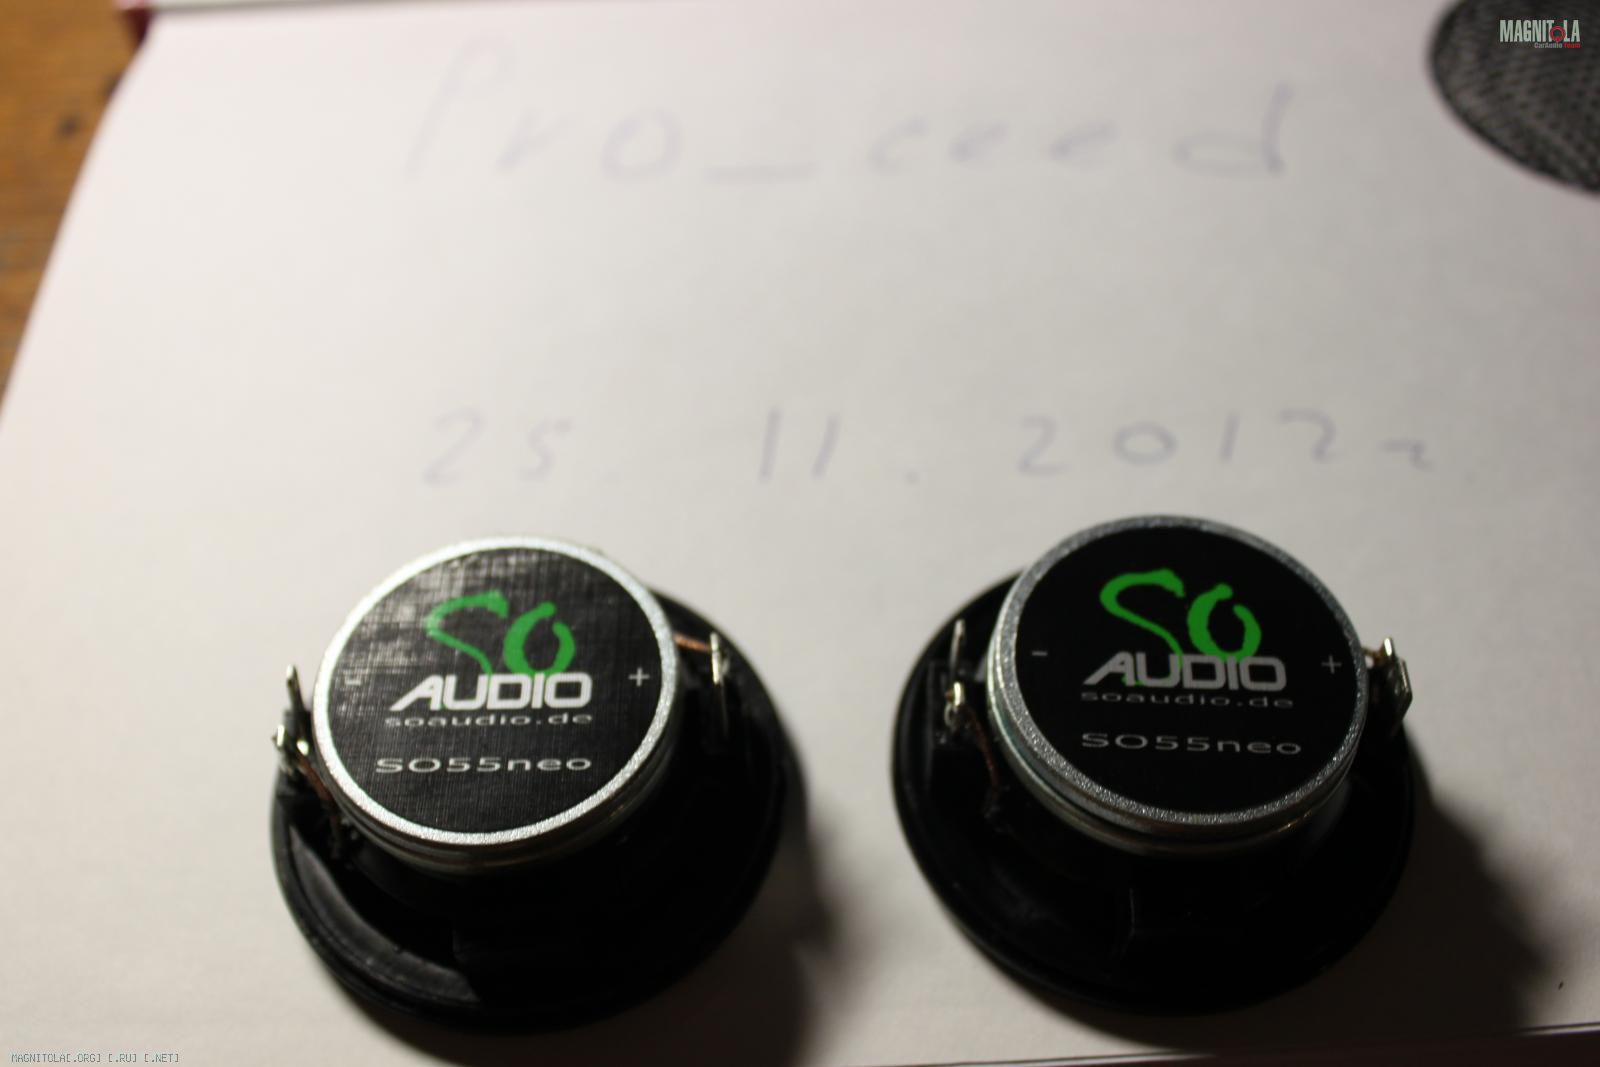 MAGNITOLA
CarAudio Team
Pro_ceed
25. 11. 2012г.
SO
AUDIO
soaudio.de
- +
SO55neo
SO
AUDIO
soaudio.de
- +
SO55neo
MAGNITOLA[.ORG] [.RU] [.NET]